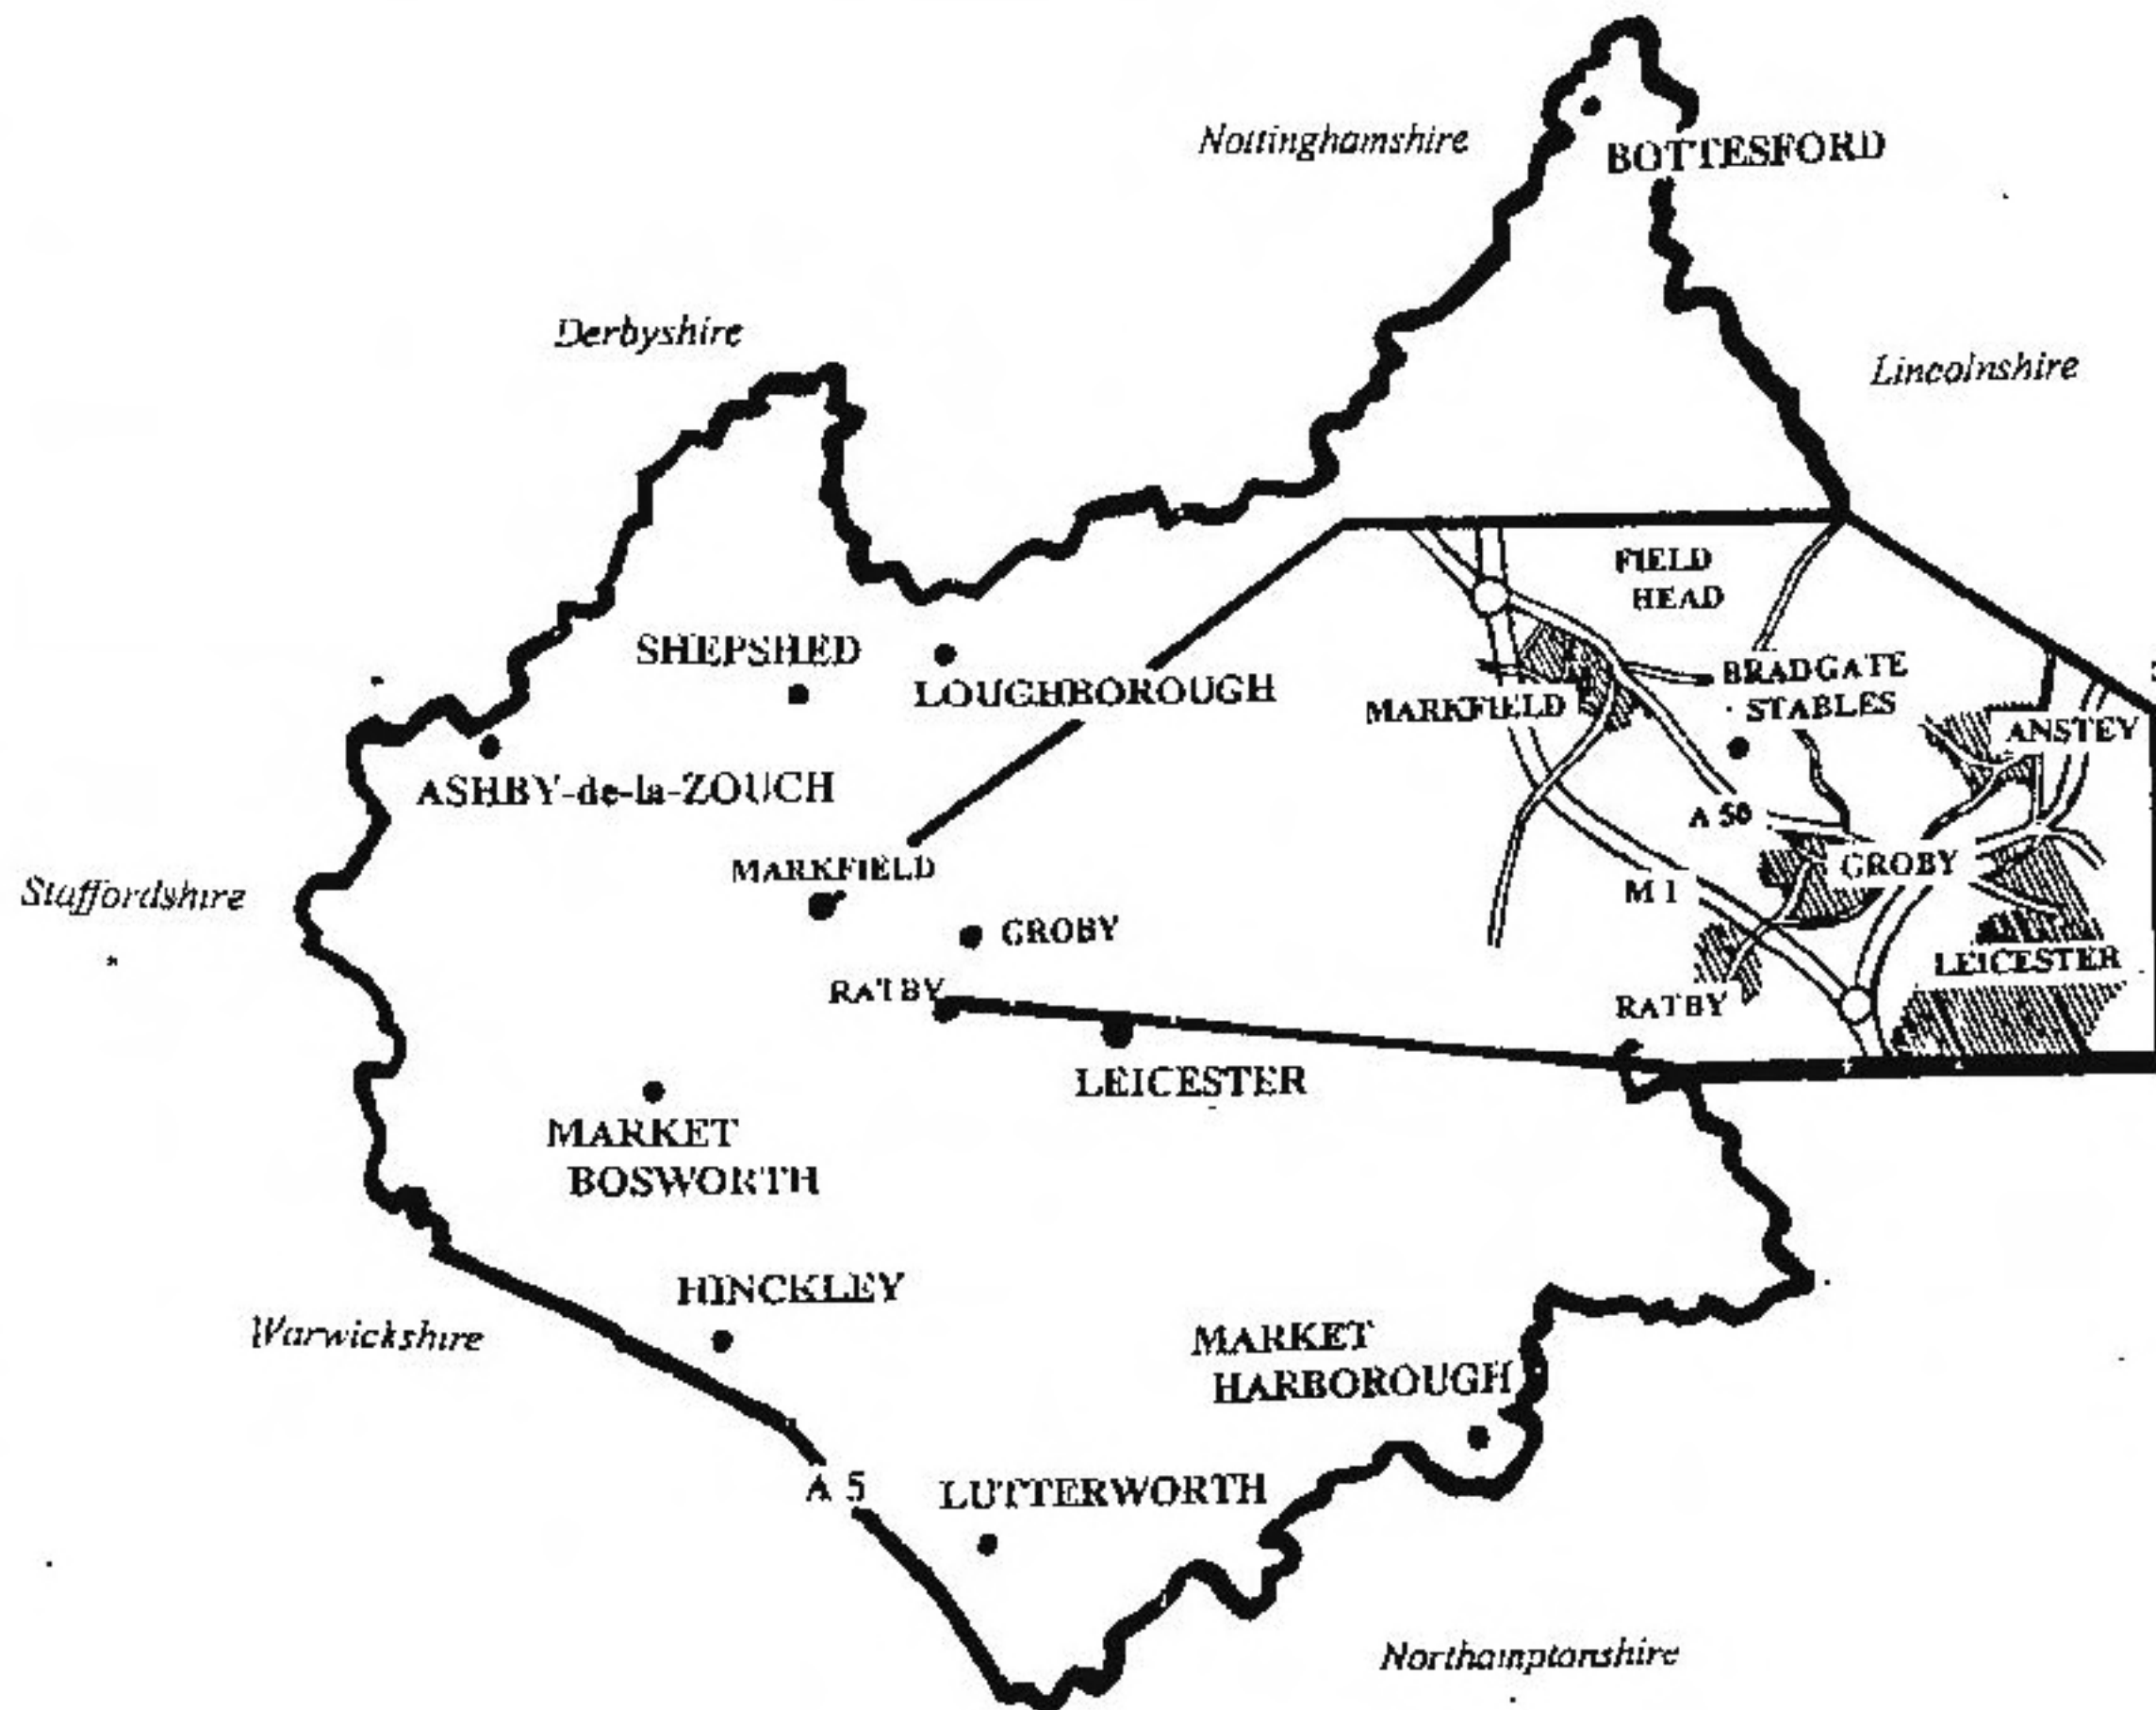 Nottinghamshire
BOTTESFORD
Derbyshire
Lincolnshire
FIELD
HEAD
SHEPSHED
LOUGHBOROUGH
BRADGATE
STABLES
MARKFIELD
ANSTEY
ASHBY-de-la-ZOUCH
A 50
MARKFIELD
GROBY
Staffordshire
M 1
GROBY
LEICESTER
RATBY
RATBY
LEICESTER
MARKET
BOSWORTH
HINCKLEY
Warwickshire
MARKET
HARBOROUGH
A 5
LUTTERWORTH
Northamptonshire